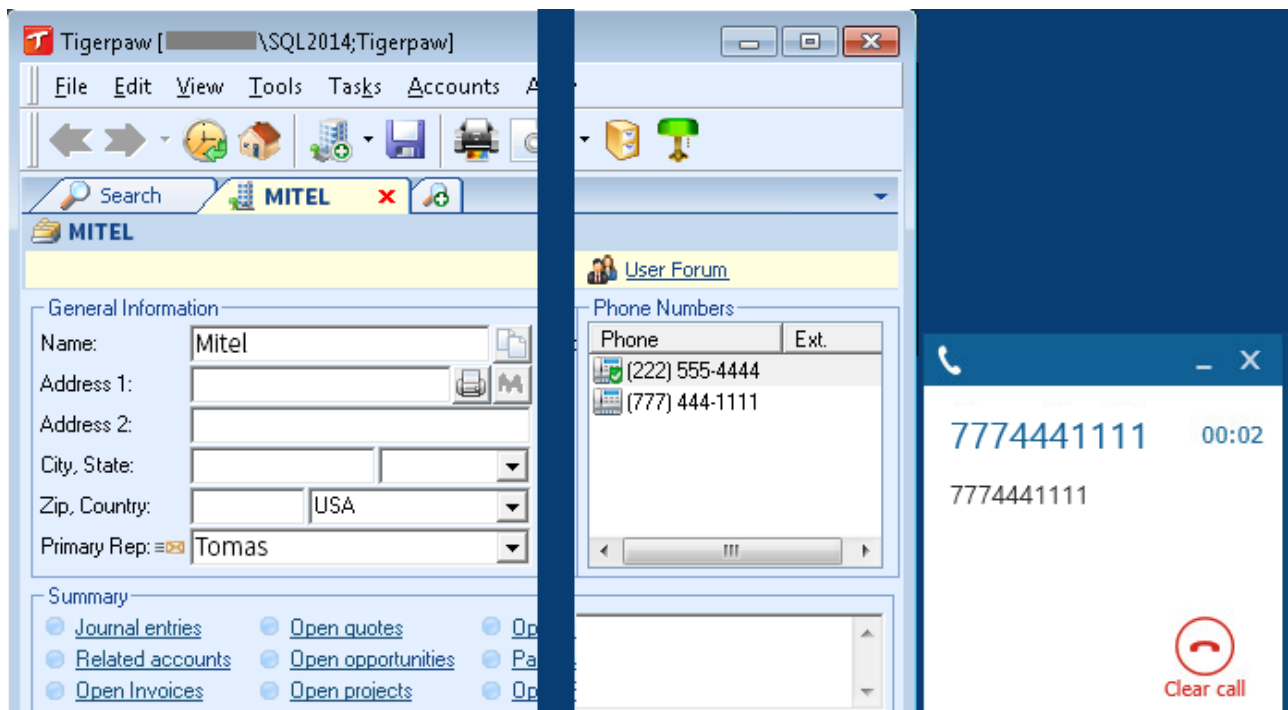 Tigerpaw [ \SQL2014;Tigerpaw]
File Edit View Tools Tasks Accounts
Search MITEL
MITEL
User Forum
General Information
Name: Mitel
Address 1:
Address 2:
City, State:
Zip, Country: USA
Primary Rep: Tomas
Phone Numbers
Phone Ext.
(222) 555-4444
(777) 444-1111
Summary
Journal entries Open quotes
Related accounts Open opportunities
Open Invoices Open projects
7774441111 00:02
7774441111
Clear call